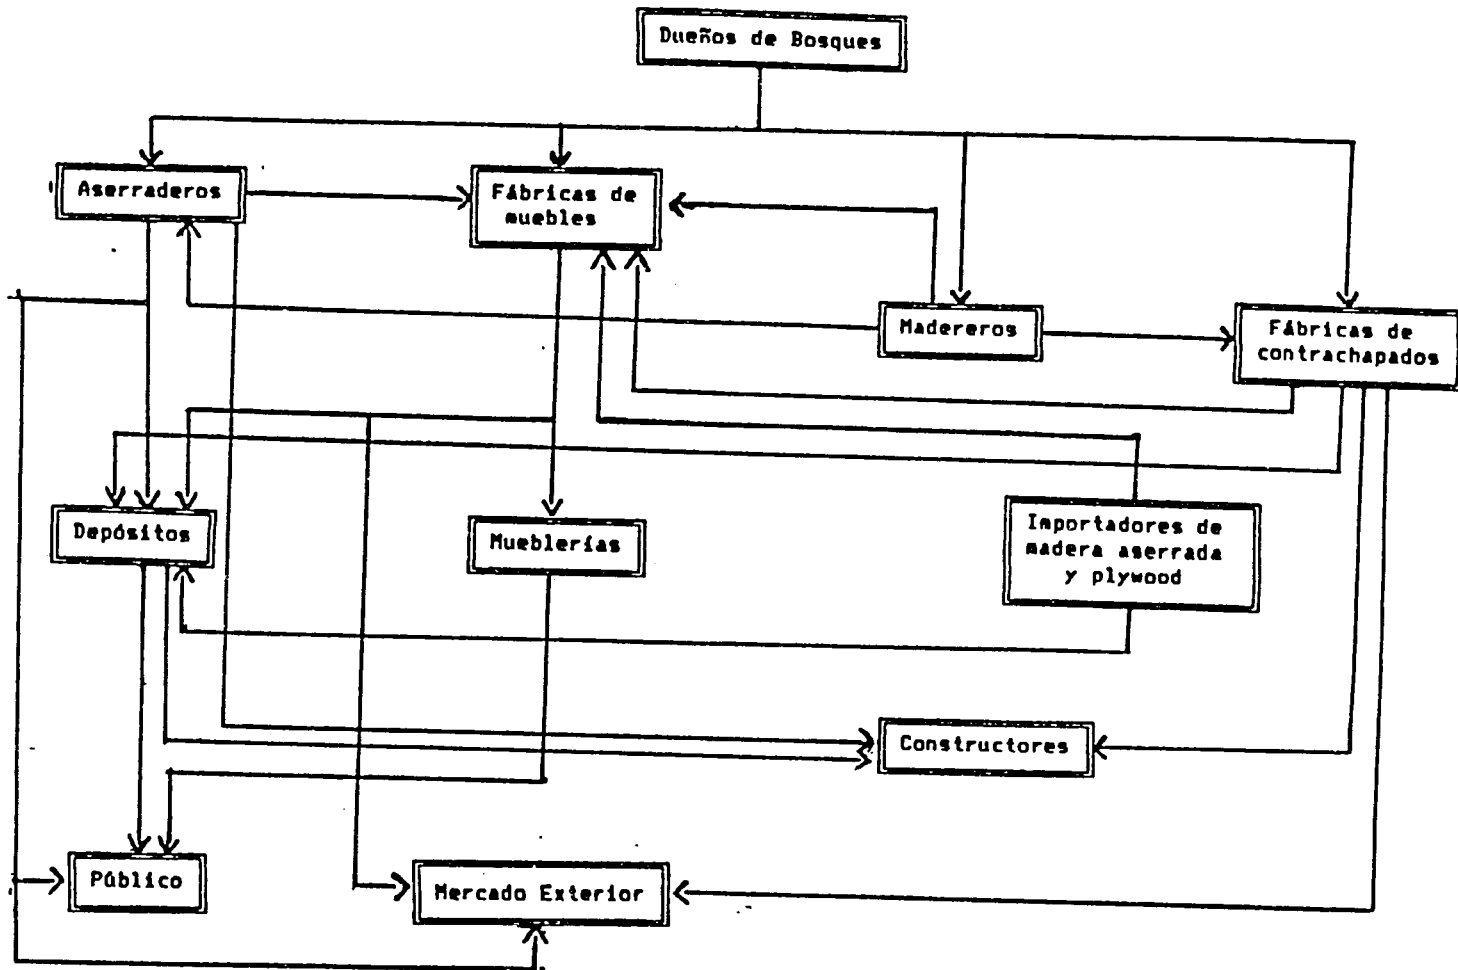 Dueños de Bosques
Aserraderos
Fábricas de
muebles
Madereros
Fábricas de
contrachapados
Depósitos
Mueblerías
Importadores de
madera aserrada
y plywood
Constructores
Público
Mercado Exterior